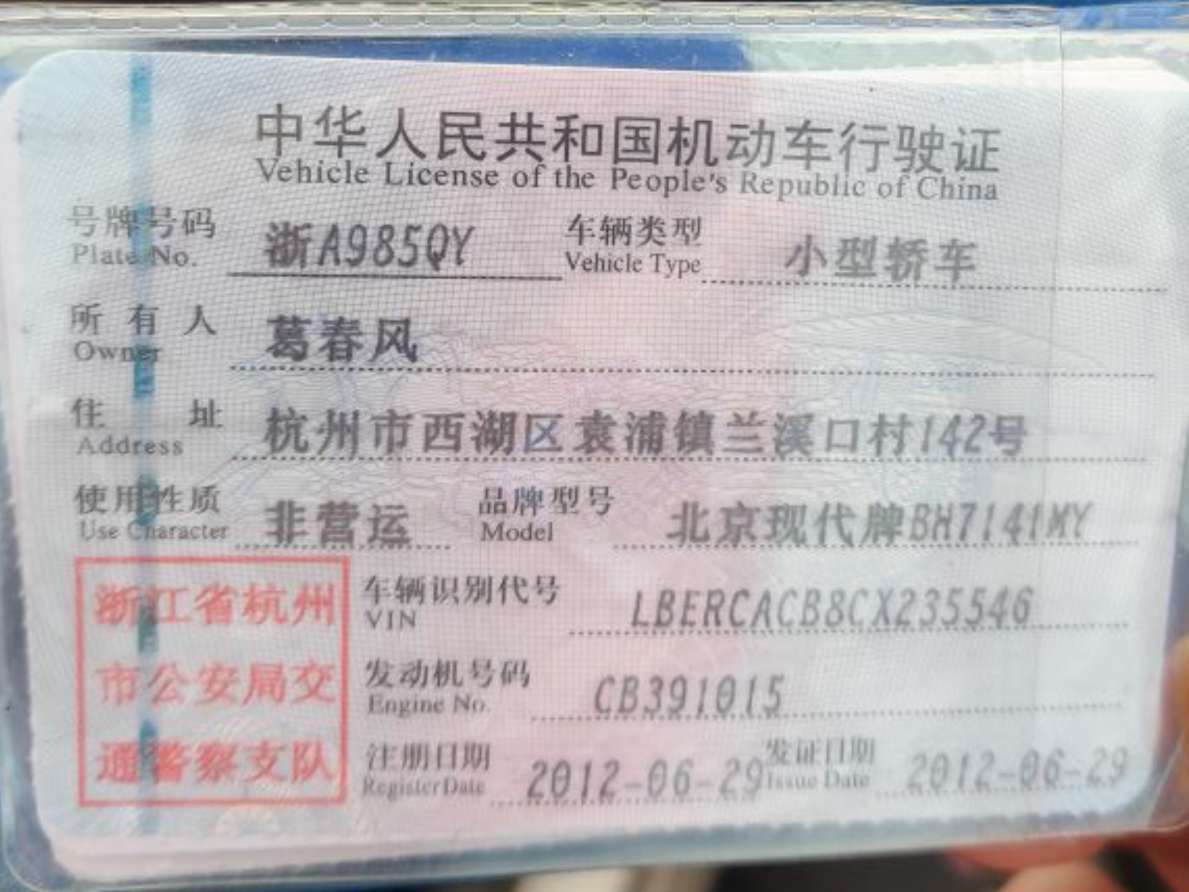 中华人民共和国机动车行驶证
Vehicle License of the People's Republic of China
号牌号码 浙A985QY 车辆类型 小型轿车
Plate No. Vehicle Type
所有人 葛春风
Owner
住址 杭州市西湖区袁浦镇兰溪口村142号
Address
使用性质 非营运 品牌型号 北京现代牌BH7141MY
Use Character Model
浙江省杭州
市公安局交
通警察支队
车辆识别代号 LBERCACB8CX235546
VIN
发动机号码 CB391015
Engine No.
注册日期 2012-06-29 发证日期 2012-06-29
Register Date Issue Date